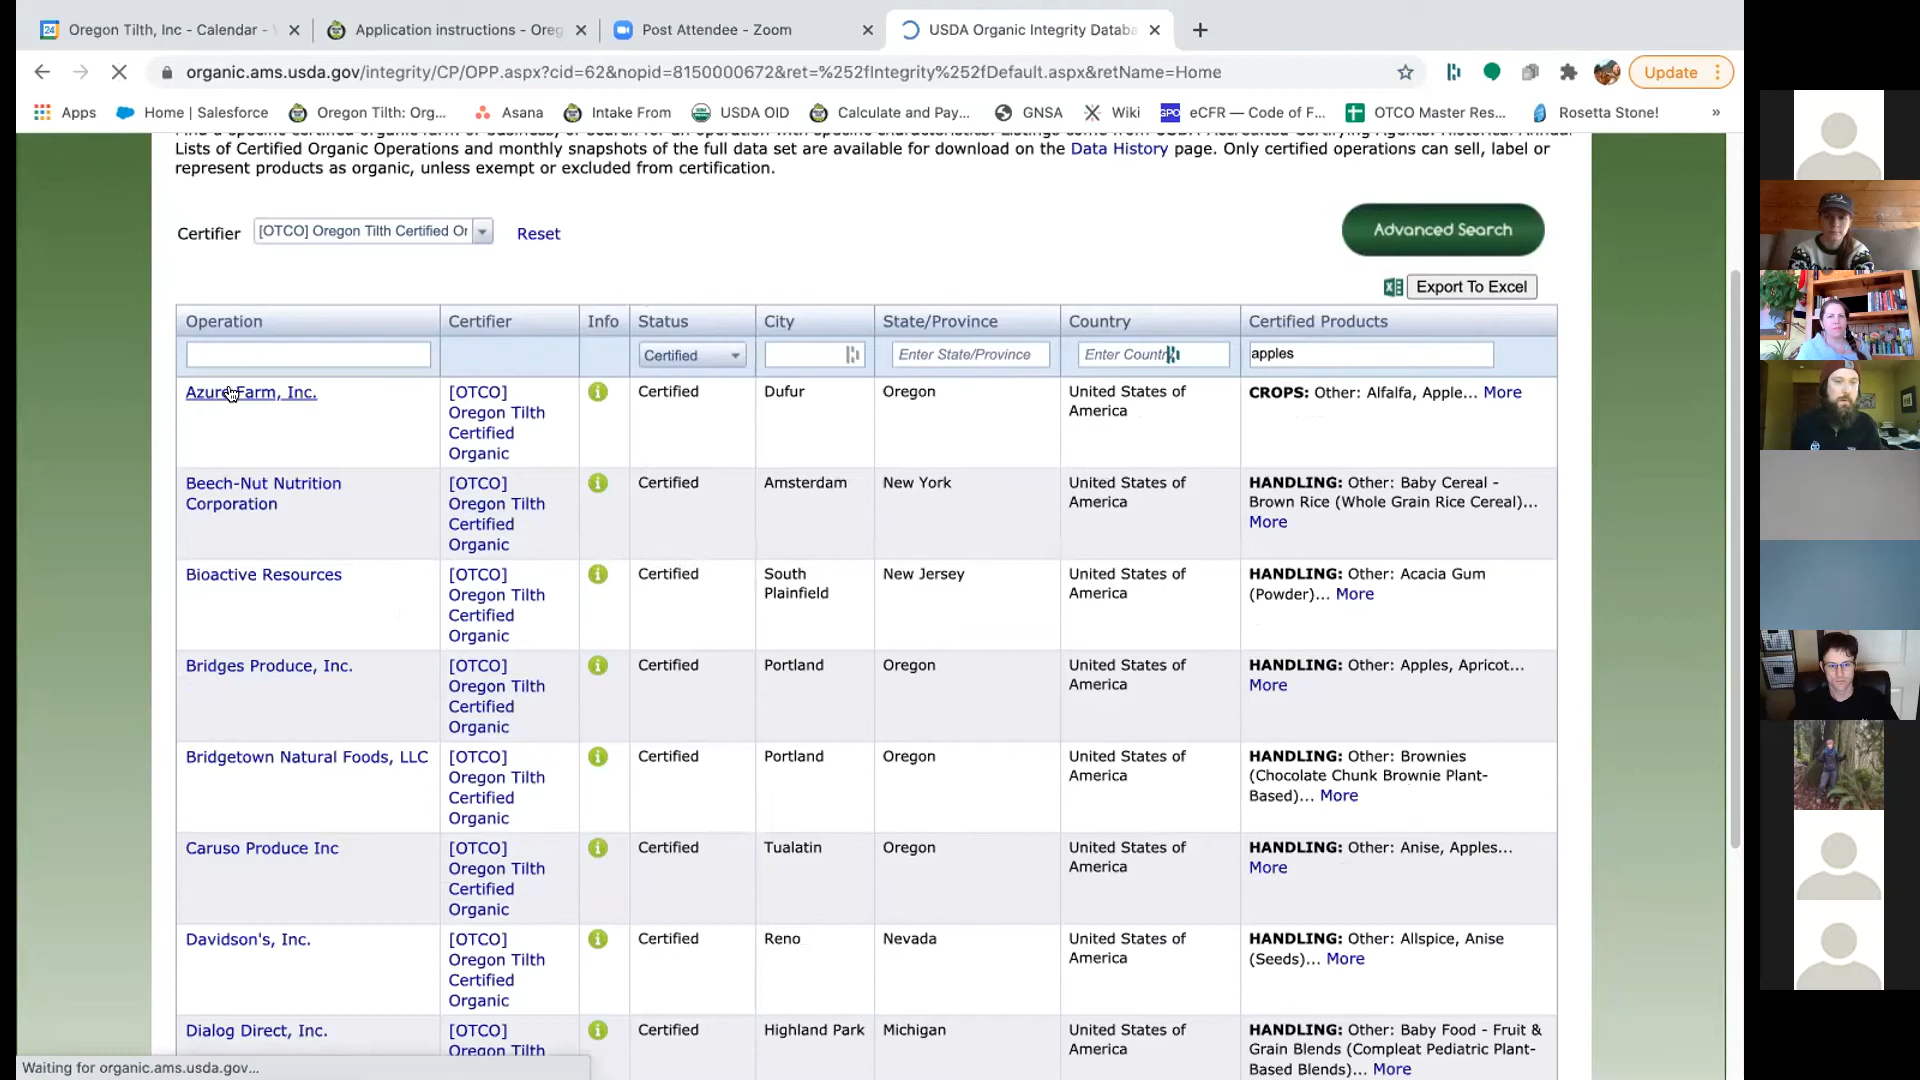 Oregon Tilth, Inc - Calendar -
Application instructions - Oreg
Post Attendee - Zoom
USDA Organic Integrity Databa
organic.ams.usda.gov/integrity/CP/OPP.aspx?cid=62&nopid=8150000672&ret=%252fIntegrity%252fDefault.aspx&retName=Home
Update
Apps
Home | Salesforce
Oregon Tilth: Org...
Asana
Intake From
USDA OID
Calculate and Pay...
GNSA
Wiki
eCFR — Code of F...
OTCO Master Res...
Rosetta Stone!
»
Lists of Certified Organic Operations and monthly snapshots of the full data set are available for download on the Data History page. Only certified operations can sell, label or
represent products as organic, unless exempt or excluded from certification.
Certifier [OTCO] Oregon Tilth Certified Or Reset
Advanced Search
Export To Excel
Operation Certifier Info Status City State/Province Country Certified Products
Certified Enter State/Province Enter Country apples
Azure Farm, Inc.
[OTCO]
Oregon Tilth
Certified
Organic
Certified
Dufur
Oregon
United States of
America
CROPS: Other: Alfalfa, Apple... More
Beech-Nut Nutrition
Corporation
[OTCO]
Oregon Tilth
Certified
Organic
Certified
Amsterdam
New York
United States of
America
HANDLING: Other: Baby Cereal -
Brown Rice (Whole Grain Rice Cereal)...
More
Bioactive Resources
[OTCO]
Oregon Tilth
Certified
Organic
Certified
South
Plainfield
New Jersey
United States of
America
HANDLING: Other: Acacia Gum
(Powder)... More
Bridges Produce, Inc.
[OTCO]
Oregon Tilth
Certified
Organic
Certified
Portland
Oregon
United States of
America
HANDLING: Other: Apples, Apricot...
More
Bridgetown Natural Foods, LLC
[OTCO]
Oregon Tilth
Certified
Organic
Certified
Portland
Oregon
United States of
America
HANDLING: Other: Brownies
(Chocolate Chunk Brownie Plant-
Based)... More
Caruso Produce Inc
[OTCO]
Oregon Tilth
Certified
Organic
Certified
Tualatin
Oregon
United States of
America
HANDLING: Other: Anise, Apples...
More
Davidson's, Inc.
[OTCO]
Oregon Tilth
Certified
Organic
Certified
Reno
Nevada
United States of
America
HANDLING: Other: Allspice, Anise
(Seeds)... More
Dialog Direct, Inc.
[OTCO]
Oregon Tilth
Certified
Highland Park
Michigan
United States of
America
HANDLING: Other: Baby Food - Fruit &
Grain Blends (Compleat Pediatric Plant-
Based Blends)... More
Waiting for organic.ams.usda.gov...